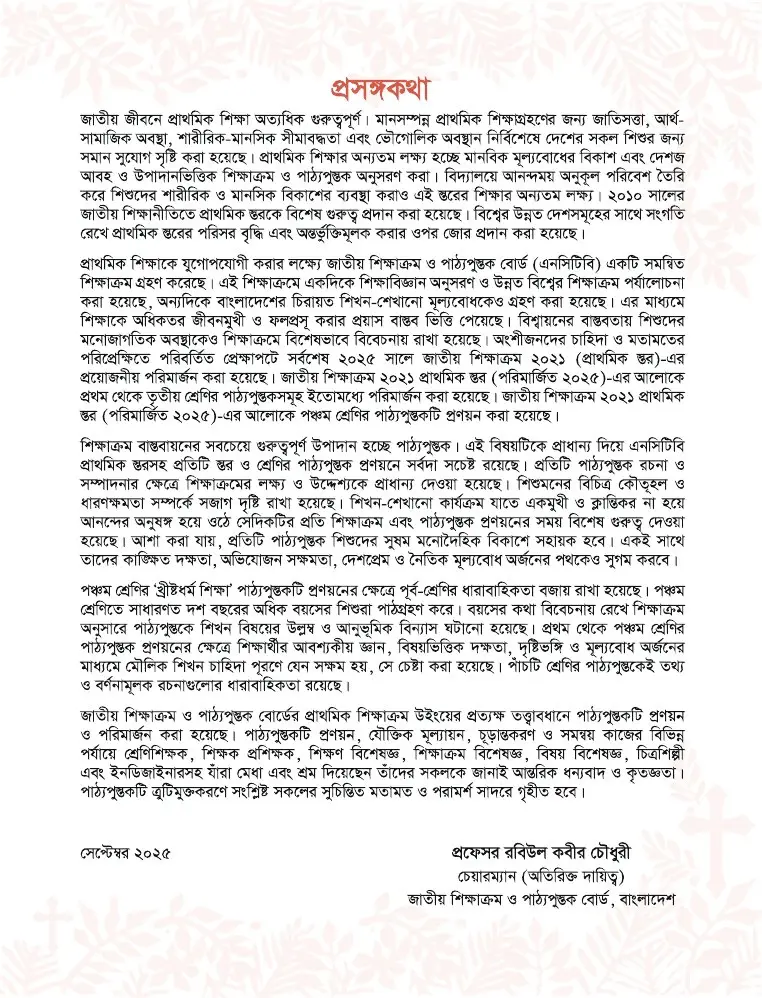 প্রসঙ্গকথা
জাতীয় জীবনে প্রাথমিক শিক্ষা অত্যধিক গুরুত্বপূর্ণ। মানসম্পন্ন প্রাথমিক শিক্ষাগ্রহণের জন্য জাতিসত্তা, আর্থ-
সামাজিক অবস্থা, শারীরিক-মানসিক সীমাবদ্ধতা এবং ভৌগোলিক অবস্থান নির্বিশেষে দেশের সকল শিশুর জন্য
সমান সুযোগ সৃষ্টি করা হয়েছে। প্রাথমিক শিক্ষার অন্যতম লক্ষ্য হচ্ছে মানবিক মূল্যবোধের বিকাশ এবং দেশজ
আবহ ও উপাদানভিত্তিক শিক্ষাক্রম ও পাঠ্যপুস্তক অনুসরণ করা। বিদ্যালয়ে আনন্দময় অনুকূল পরিবেশ তৈরি
করে শিশুদের শারীরিক ও মানসিক বিকাশের ব্যবস্থা করাও এই স্তরের শিক্ষার অন্যতম লক্ষ্য। ২০১০ সালের
জাতীয় শিক্ষানীতিতে প্রাথমিক স্তরকে বিশেষ গুরুত্ব প্রদান করা হয়েছে। বিশ্বের উন্নত দেশসমূহের সাথে সংগতি
রেখে প্রাথমিক স্তরের পরিসর বৃদ্ধি এবং অন্তর্ভুক্তিমূলক করার ওপর জোর প্রদান করা হয়েছে।
প্রাথমিক শিক্ষাকে যুগোপযোগী করার লক্ষ্যে জাতীয় শিক্ষাক্রম ও পাঠ্যপুস্তক বোর্ড (এনসিটিবি) একটি সমন্বিত
শিক্ষাক্রম গ্রহণ করেছে। এই শিক্ষাক্রমে একদিকে শিক্ষাবিজ্ঞান অনুসরণ ও উন্নত বিশ্বের শিক্ষাক্রম পর্যালোচনা
করা হয়েছে, অন্যদিকে বাংলাদেশের চিরায়ত শিখন-শেখানো মূল্যবোধকেও গ্রহণ করা হয়েছে। এর মাধ্যমে
শিক্ষাকে অধিকতর জীবনমুখী ও ফলপ্রসূ করার প্রয়াস বাস্তব ভিত্তি পেয়েছে। বিশ্বায়নের বাস্তবতায় শিশুদের
মনোজাগতিক অবস্থাকেও শিক্ষাক্রমে বিশেষভাবে বিবেচনায় রাখা হয়েছে। অংশীজনদের চাহিদা ও মতামতের
পরিপ্রেক্ষিতে পরিবর্তিত প্রেক্ষাপটে সর্বশেষ ২০২৫ সালে জাতীয় শিক্ষাক্রম ২০২১ (প্রাথমিক স্তর)-এর
প্রয়োজনীয় পরিমার্জন করা হয়েছে। জাতীয় শিক্ষাক্রম ২০২১ প্রাথমিক স্তর (পরিমার্জিত ২০২৫)-এর আলোকে
প্রথম থেকে তৃতীয় শ্রেণির পাঠ্যপুস্তকসমূহ ইতোমধ্যে পরিমার্জন করা হয়েছে। জাতীয় শিক্ষাক্রম ২০২১ প্রাথমিক
স্তর (পরিমার্জিত ২০২৫)-এর আলোকে পঞ্চম শ্রেণির পাঠ্যপুস্তকটি প্রণয়ন করা হয়েছে।
শিক্ষাক্রম বাস্তবায়নের সবচেয়ে গুরুত্বপূর্ণ উপাদান হচ্ছে পাঠ্যপুস্তক। এই বিষয়টিকে প্রাধান্য দিয়ে এনসিটিবি
প্রাথমিক স্তরসহ প্রতিটি স্তর ও শ্রেণির পাঠ্যপুস্তক প্রণয়নে সর্বদা সচেষ্ট রয়েছে। প্রতিটি পাঠ্যপুস্তক রচনা ও
সম্পাদনার ক্ষেত্রে শিক্ষাক্রমের লক্ষ্য ও উদ্দেশ্যকে প্রাধান্য দেওয়া হয়েছে। শিশুমনের বিচিত্র কৌতূহল ও
ধারণক্ষমতা সম্পর্কে সজাগ দৃষ্টি রাখা হয়েছে। শিখন-শেখানো কার্যক্রম যাতে একমুখী ও ক্লান্তিকর না হয়ে
আনন্দের অনুষঙ্গ হয়ে ওঠে সেদিকটির প্রতি শিক্ষাক্রম এবং পাঠ্যপুস্তক প্রণয়নের সময় বিশেষ গুরুত্ব দেওয়া
হয়েছে। আশা করা যায়, প্রতিটি পাঠ্যপুস্তক শিশুদের সুষম মনোদৈহিক বিকাশে সহায়ক হবে। একই সাথে
তাদের কাঙ্ক্ষিত দক্ষতা, অভিযোজন সক্ষমতা, দেশপ্রেম ও নৈতিক মূল্যবোধ অর্জনের পথকেও সুগম করবে।
পঞ্চম শ্রেণির 'খ্রীষ্টধর্ম শিক্ষা' পাঠ্যপুস্তকটি প্রণয়নের ক্ষেত্রে পূর্ব-শ্রেণির ধারাবাহিকতা বজায় রাখা হয়েছে। পঞ্চম
শ্রেণিতে সাধারণত দশ বছরের অধিক বয়সের শিশুরা পাঠগ্রহণ করে। বয়সের কথা বিবেচনায় রেখে শিক্ষাক্রম
অনুসারে পাঠ্যপুস্তকে শিখন বিষয়ের উল্লম্ব ও আনুভূমিক বিন্যাস ঘটানো হয়েছে। প্রথম থেকে পঞ্চম শ্রেণির
পাঠ্যপুস্তক প্রণয়নের ক্ষেত্রে শিক্ষার্থীর আবশ্যকীয় জ্ঞান, বিষয়ভিত্তিক দক্ষতা, দৃষ্টিভঙ্গি ও মূল্যবোধ অর্জনের
মাধ্যমে মৌলিক শিখন চাহিদা পূরণে যেন সক্ষম হয়, সে চেষ্টা করা হয়েছে। পাঁচটি শ্রেণির পাঠ্যপুস্তকেই তথ্য
ও বর্ণনামূলক রচনাগুলোর ধারাবাহিকতা রয়েছে।
জাতীয় শিক্ষাক্রম ও পাঠ্যপুস্তক বোর্ডের প্রাথমিক শিক্ষাক্রম উইংয়ের প্রত্যক্ষ তত্ত্বাবধানে পাঠ্যপুস্তকটি প্রণয়ন
ও পরিমার্জন করা হয়েছে। পাঠ্যপুস্তকটি প্রণয়ন, যৌক্তিক মূল্যায়ন, চূড়ান্তকরণ ও সমন্বয় কাজের বিভিন্ন
পর্যায়ে শ্রেণিশিক্ষক, শিক্ষক প্রশিক্ষক, শিক্ষণ বিশেষজ্ঞ, শিক্ষাক্রম বিশেষজ্ঞ, বিষয় বিশেষজ্ঞ, চিত্রশিল্পী
এবং ইনডিজাইনারসহ যাঁরা মেধা এবং শ্রম দিয়েছেন তাঁদের সকলকে জানাই আন্তরিক ধন্যবাদ ও কৃতজ্ঞতা।
পাঠ্যপুস্তকটি ত্রুটিমুক্তকরণে সংশ্লিষ্ট সকলের সুচিন্তিত মতামত ও পরামর্শ সাদরে গৃহীত হবে।
সেপ্টেম্বর ২০২৫
প্রফেসর রবিউল কবীর চৌধুরী
চেয়ারম্যান (অতিরিক্ত দায়িত্ব)
জাতীয় শিক্ষাক্রম ও পাঠ্যপুস্তক বোর্ড, বাংলাদেশ